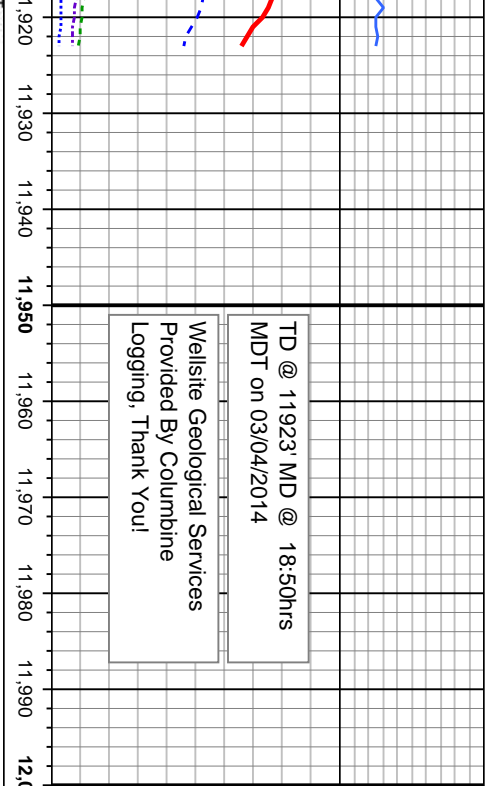 1,920
11,930
11,940
11,950
11,960
11,970
11,980
11,990
TD @ 11923' MD @ 18:50hrs
MDT on 03/04/2014
Wellsite Geological Services
Provided By Columbine
Logging, Thank You!